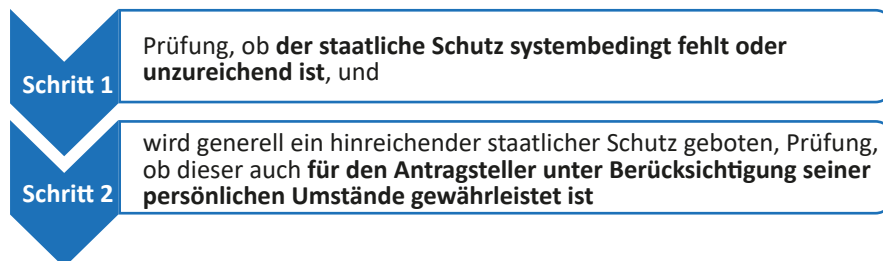 Schritt 1
Prüfung, ob der staatliche Schutz systembedingt fehlt oder
unzureichend ist, und
Schritt 2
wird generell ein hinreichender staatlicher Schutz geboten, Prüfung,
ob dieser auch für den Antragsteller unter Berücksichtigung seiner
persönlichen Umstände gewährleistet ist